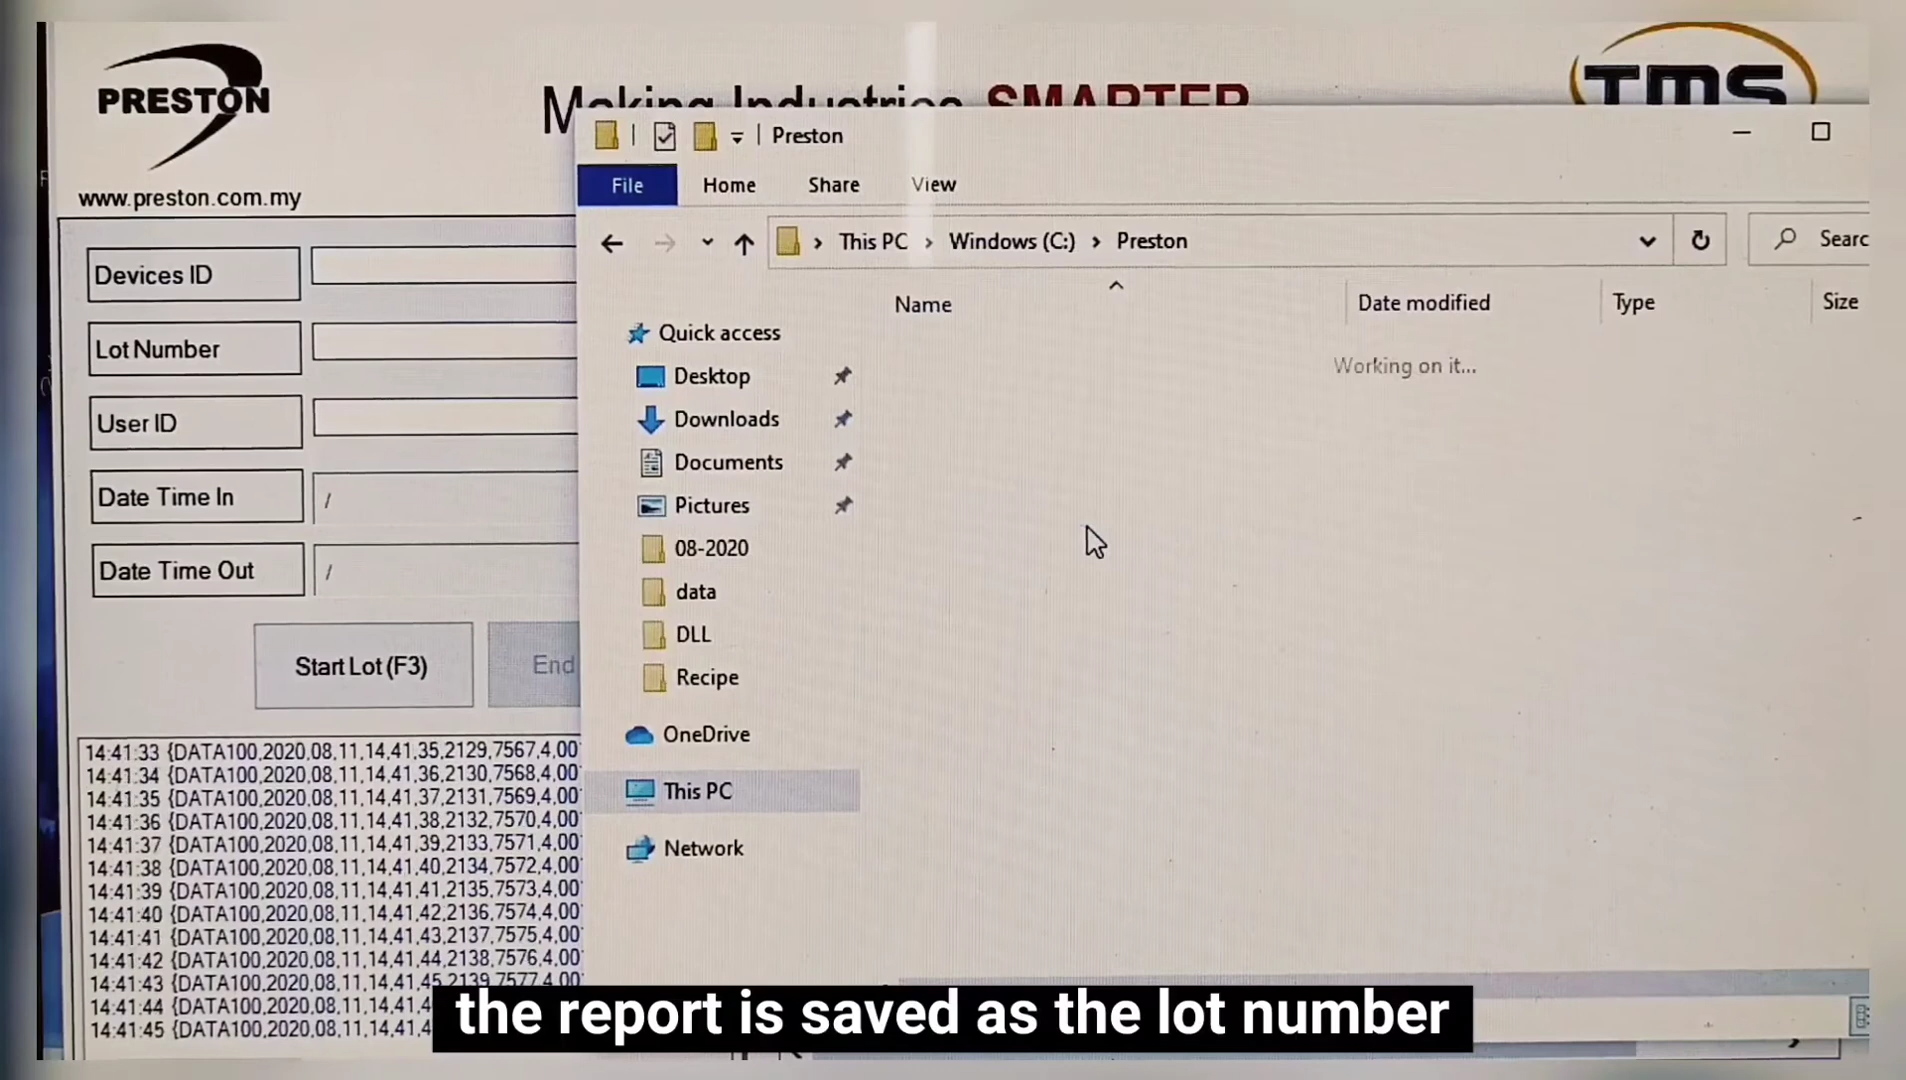 PRESTON
www.preston.com.my
Making Industries SMARTER
TMS
Preston
File Home Share View
This PC > Windows (C:) > Preston
Searc
Name Date modified Type Size
Working on it...
Quick access
Desktop
Downloads
Documents
Pictures
08-2020
data
DLL
Recipe
OneDrive
This PC
Network
Devices ID
Lot Number
User ID
Date Time In /
Date Time Out /
Start Lot (F3) End
14:41:33 {DATA100,2020,08,11,14,41,35,2129,7567,4,00
14:41:34 {DATA100,2020,08,11,14,41,36,2130,7568,4,00
14:41:35 {DATA100,2020,08,11,14,41,37,2131,7569,4,00
14:41:36 {DATA100,2020,08,11,14,41,38,2132,7570,4,00
14:41:37 {DATA100,2020,08,11,14,41,39,2133,7571,4,00
14:41:38 {DATA100,2020,08,11,14,41,40,2134,7572,4,00
14:41:39 {DATA100,2020,08,11,14,41,41,2135,7573,4,00
14:41:40 {DATA100,2020,08,11,14,41,42,2136,7574,4,00
14:41:41 {DATA100,2020,08,11,14,41,43,2137,7575,4,00
14:41:42 {DATA100,2020,08,11,14,41,44,2138,7576,4,00
14:41:43 {DATA100,2020,08,11,14,41,45,2139,7577,4,00
14:41:44 {DATA100,2020,08,11,14,41,4
14:41:45 {DATA100,2020,08,11,14,41,4
the report is saved as the lot number